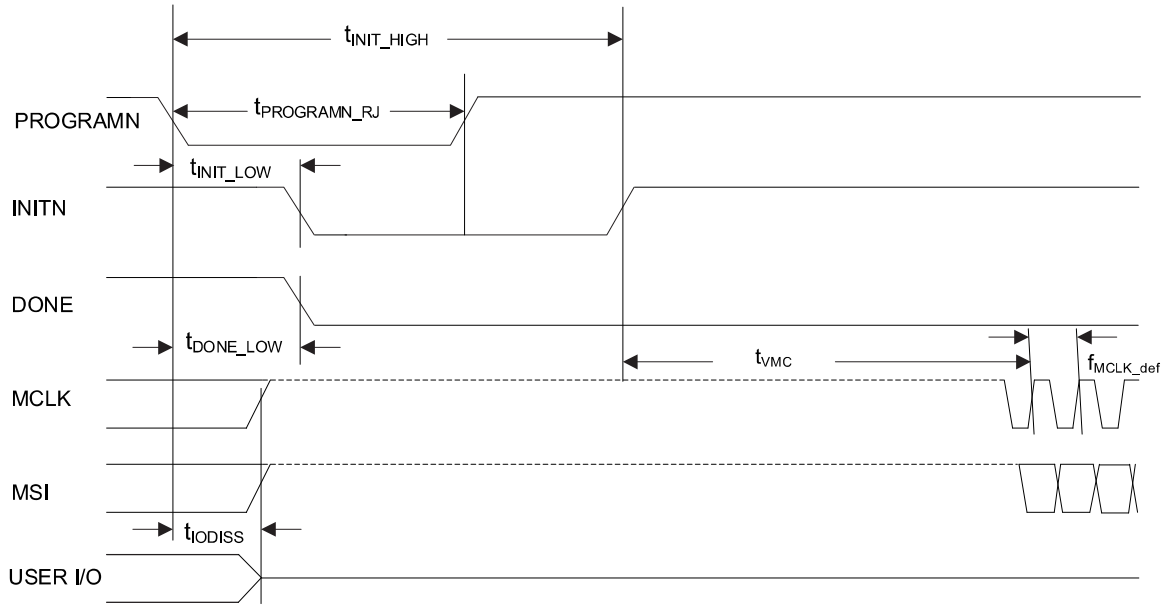 tINIT_HIGH
PROGRAMN
tPROGRAMN_RJ
tINIT_LOW
INITN
DONE
tDONE_LOW
tVMC
fMCLK_def
MCLK
MSI
tIODISS
USER I/O